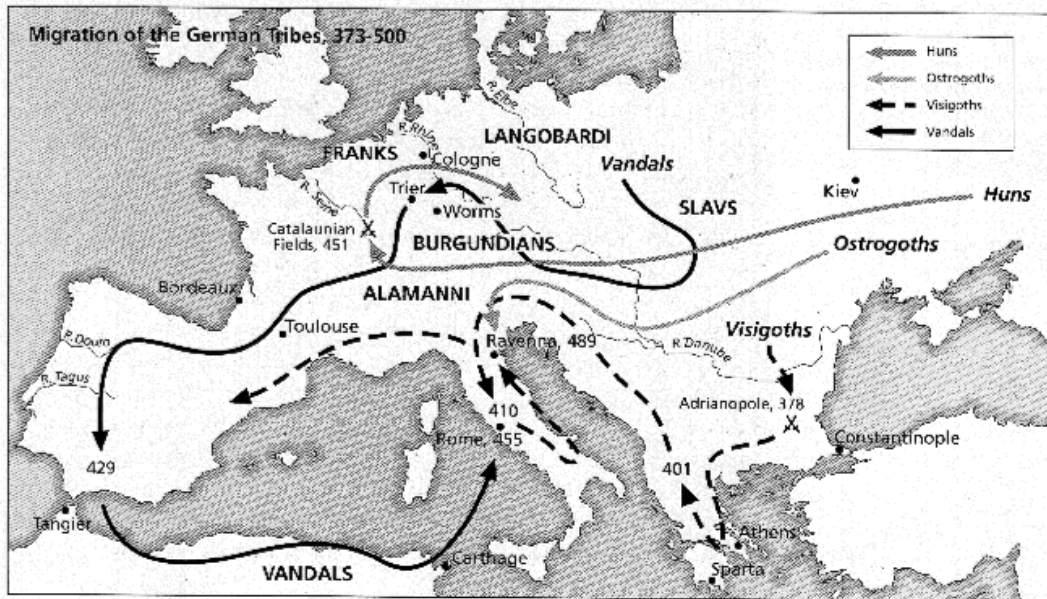 Migration of the German Tribes, 373-500
Huns
Ostrogoths
Visigoths
Vandals
R. Elbe
LANGOBARDI
R. Rhine
FRANKS
Cologne
Vandals
Kiev
Trier
R. Seine
Worms
SLAVS
Huns
Catalaunian
Fields, 451
BURGUNDIANS
Ostrogoths
Bordeaux
ALAMANNI
Toulouse
Visigoths
R. Douro
Ravenna, 489
R. Danube
R. Tagus
Adrianopole, 378
410
Rome, 455
Constantinople
429
401
Tangier
Athens
Carthage
VANDALS
Sparta